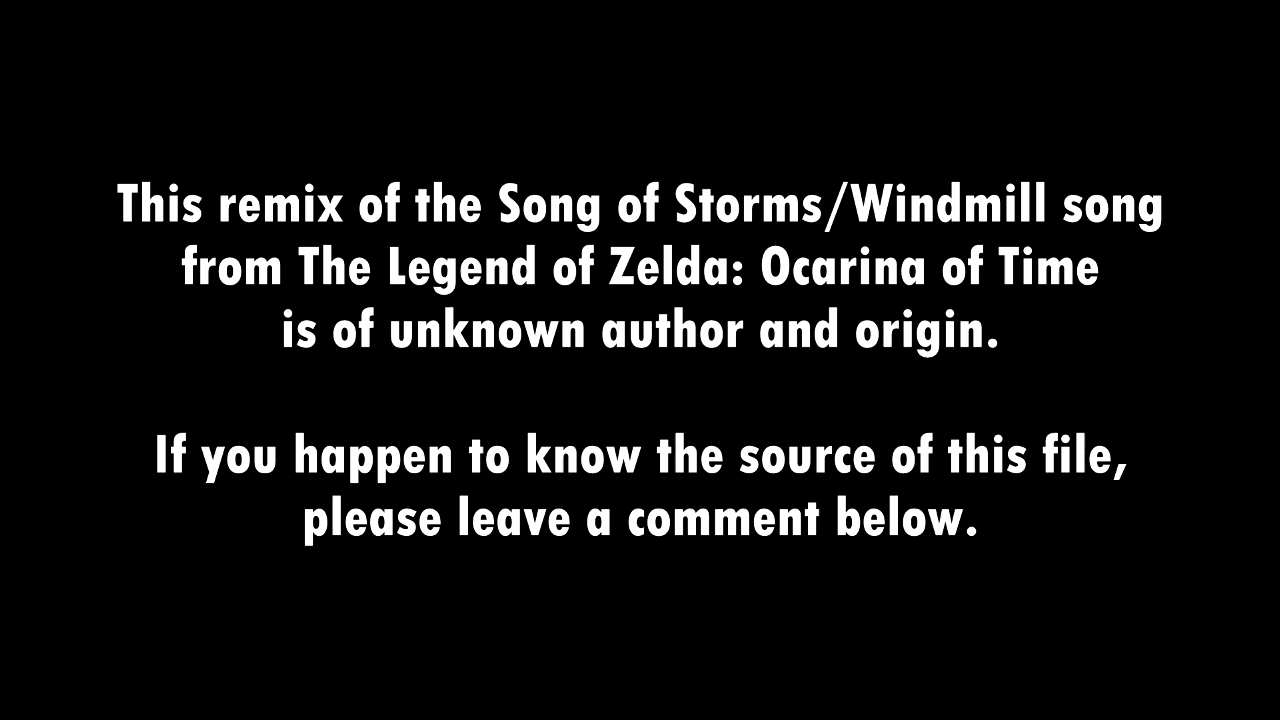 This remix of the Song of Storms/Windmill song
from The Legend of Zelda: Ocarina of Time
is of unknown author and origin.
If you happen to know the source of this file,
please leave a comment below.